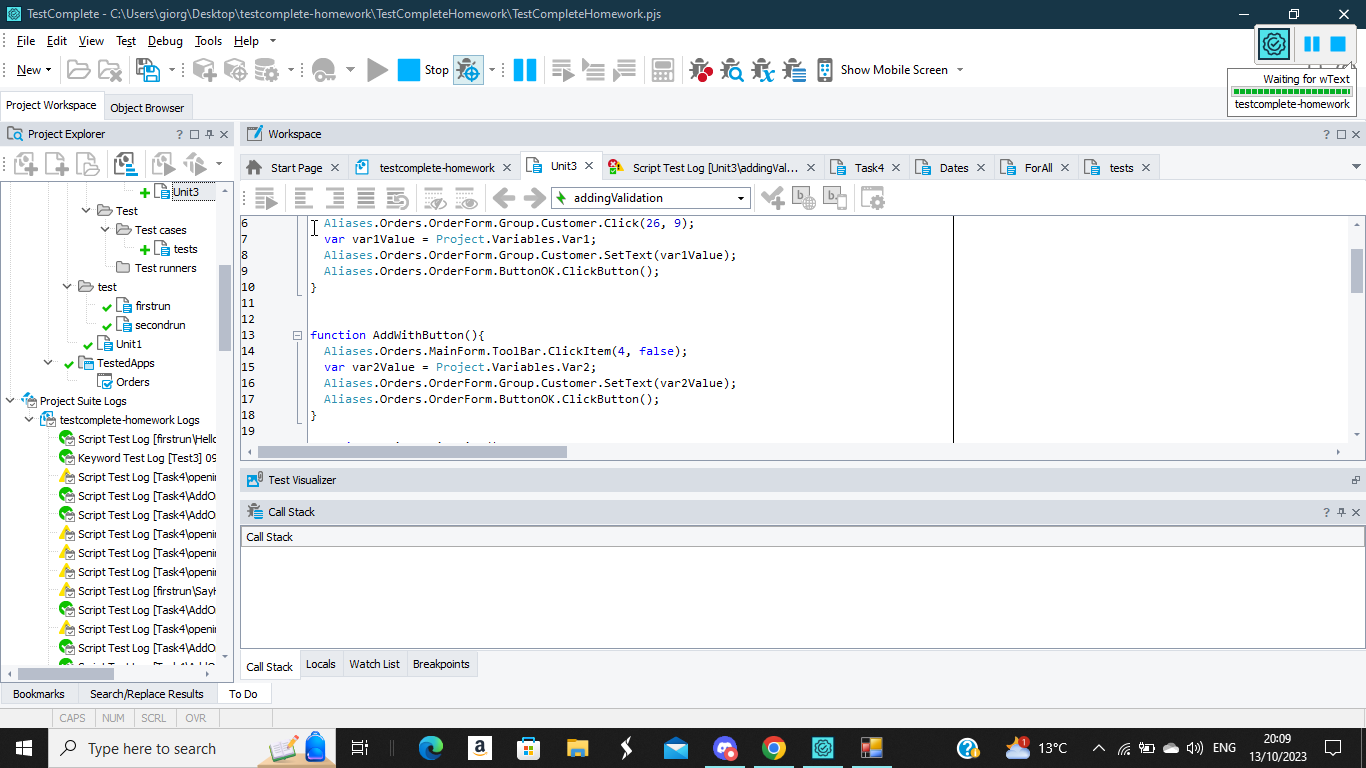 TestComplete - C:\Users\giorg\Desktop\testcomplete-homework\TestCompleteHomework\TestCompleteHomework.pjs
File Edit View Test Debug Tools Help
New Stop Show Mobile Screen
Waiting for wText
testcomplete-homework
Project Workspace Object Browser
Project Explorer ?
Workspace ?
Start Page testcomplete-homework Unit3 Script Test Log [Unit3\addingVal... Task4 Dates ForAll tests
addingValidation
Unit3
Test
Test cases
tests
Test runners
test
firstrun
secondrun
Unit1
TestedApps
Orders
Project Suite Logs
testcomplete-homework Logs
Script Test Log [firstrun\Hello
Keyword Test Log [Test3] 09
Script Test Log [Task4\openi
Script Test Log [Task4\AddO
Script Test Log [Task4\AddO
Script Test Log [Task4\openi
Script Test Log [Task4\openi
Script Test Log [Task4\openi
Script Test Log [firstrun\SayH
Script Test Log [Task4\AddO
Script Test Log [Task4\openi
Script Test Log [Task4\AddO
6 Aliases.Orders.OrderForm.Group.Customer.Click(26, 9);
7 var var1Value = Project.Variables.Var1;
8 Aliases.Orders.OrderForm.Group.Customer.SetText(var1Value);
9 Aliases.Orders.OrderForm.ButtonOK.ClickButton();
10 }
11
12
13 function AddWithButton(){
14 Aliases.Orders.MainForm.ToolBar.ClickItem(4, false);
15 var var2Value = Project.Variables.Var2;
16 Aliases.Orders.OrderForm.Group.Customer.SetText(var2Value);
17 Aliases.Orders.OrderForm.ButtonOK.ClickButton();
18 }
19
Test Visualizer
Call Stack ?
Call Stack
Call Stack Locals Watch List Breakpoints
Bookmarks Search/Replace Results To Do
CAPS NUM SCRL OVR
Type here to search
13°C
ENG
20:09
13/10/2023